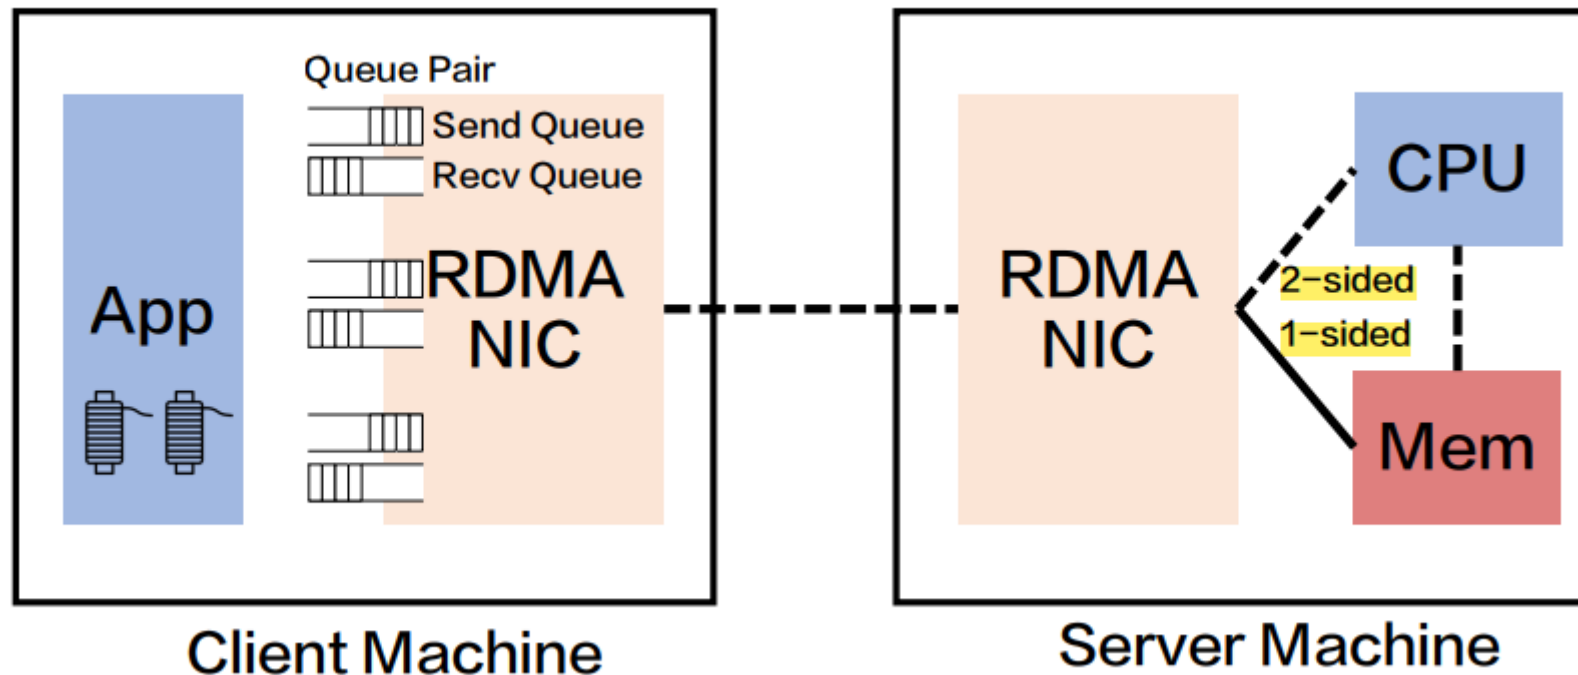 Queue Pair
Send Queue
Recv Queue
App
RDMA
NIC
Client Machine
RDMA
NIC
CPU
2-sided
1-sided
Mem
Server Machine